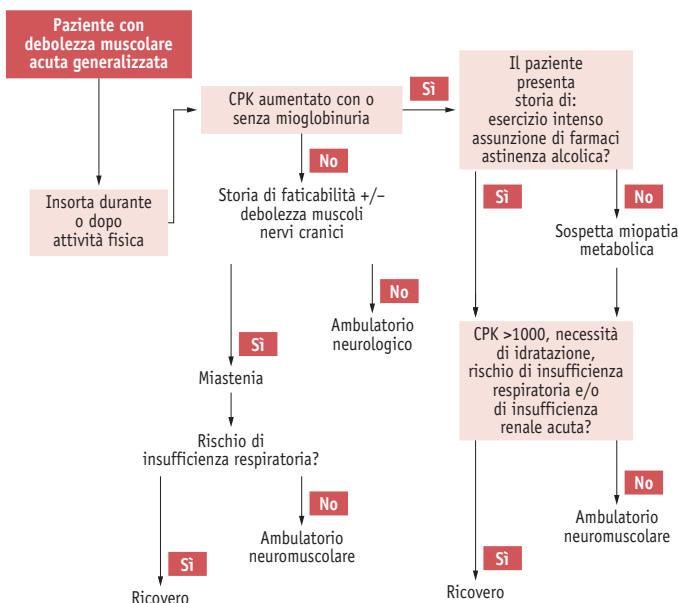 Paziente con
debolezza muscolare
acuta generalizzata
Insorta durante
o dopo
attività fisica
CPK aumentato con o
senza mioglobinuria
Sì
No
Il paziente
presenta
storia di:
esercizio intenso
assunzione di farmaci
astinenza alcolica?
Storia di faticabilità +/−
debolezza muscoli
nervi cranici
Sì
No
Sospetta miopatia
metabolica
No
Ambulatorio
neurologico
Sì
Miastenia
CPK >1000, necessità
di idratazione,
rischio di insufficienza
respiratoria e/o
di insufficienza
renale acuta?
Rischio di
insufficienza respiratoria?
No
Ambulatorio
neuromuscolare
Sì
Ricovero
No
Ambulatorio
neuromuscolare
Sì
Ricovero